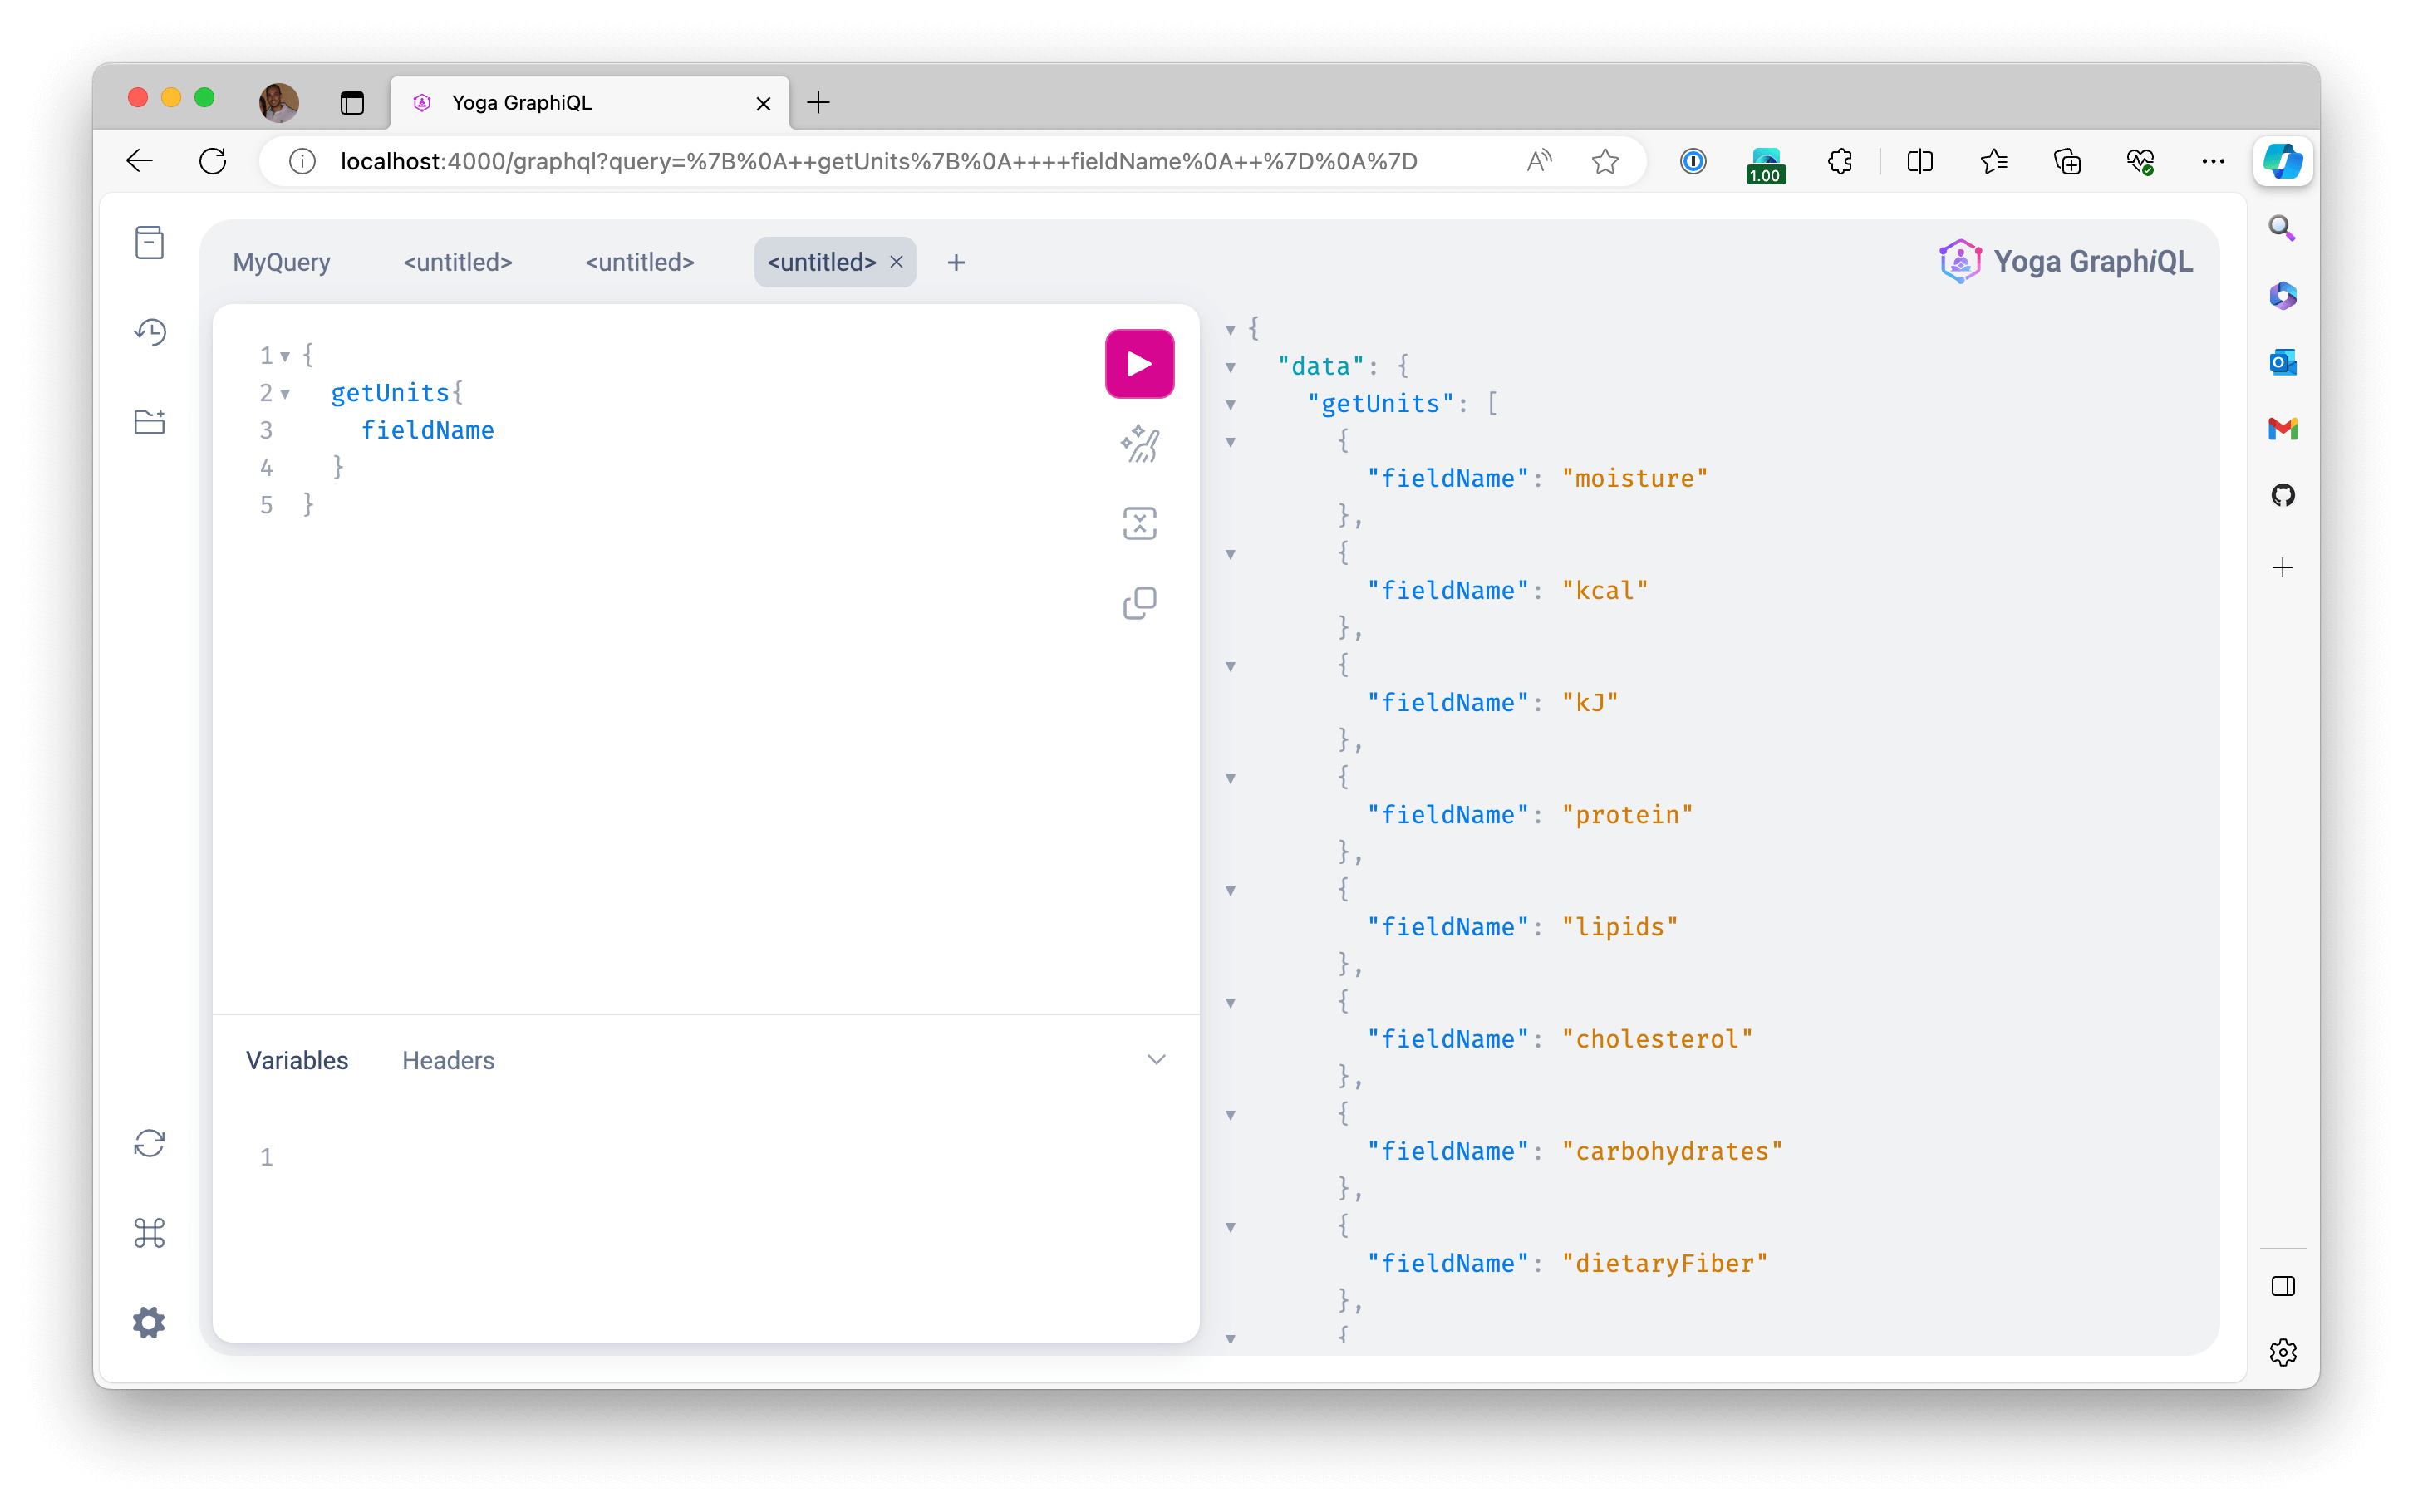 Yoga GraphiQL
localhost:4000/graphql?query=%7B%0A++getUnits%7B%0A++++fieldName%0A++%7D%0A%7D
1.00
MyQuery <untitled> <untitled> <untitled>
Yoga GraphiQL
1 {
2 getUnits{
3 fieldName
4 }
5 }
Variables Headers
1
{
"data": {
"getUnits": [
{
"fieldName": "moisture"
},
{
"fieldName": "kcal"
},
{
"fieldName": "kJ"
},
{
"fieldName": "protein"
},
{
"fieldName": "lipids"
},
{
"fieldName": "cholesterol"
},
{
"fieldName": "carbohydrates"
},
{
"fieldName": "dietaryFiber"
},
{